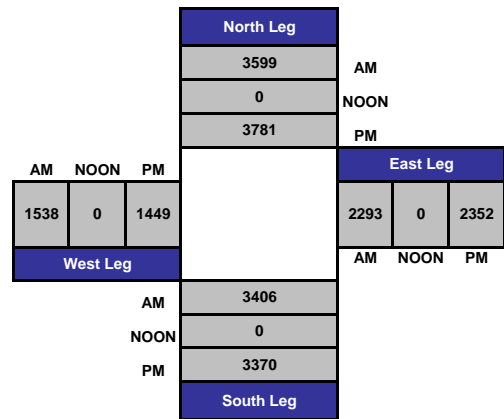 North Leg
3599 AM
0 NOON
3781 PM
AM NOON PM
East Leg
1538 0 1449
2293 0 2352
West Leg
AM NOON PM
AM 3406
NOON 0
PM 3370
South Leg